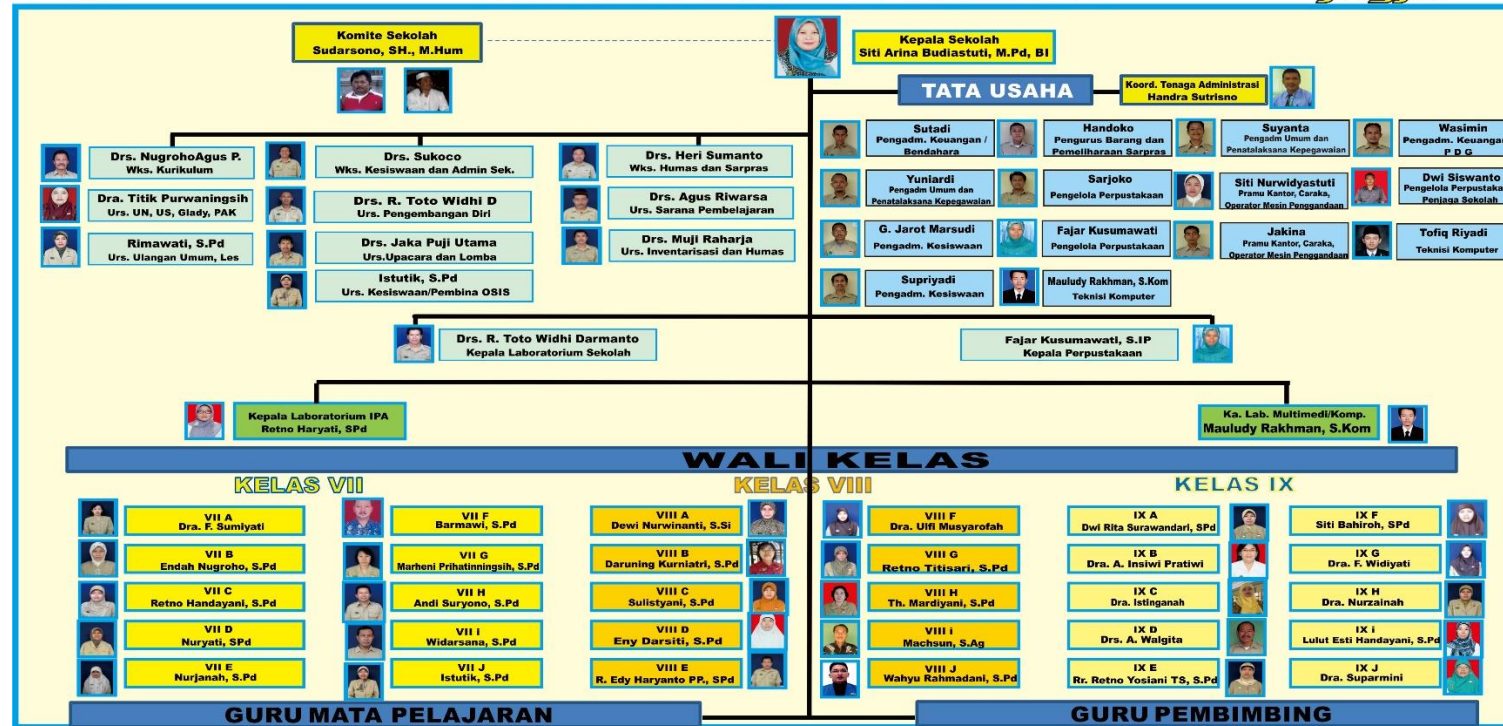 Komite Sekolah
Sudarsono, SH., M.Hum
Kepala Sekolah
Siti Arina Budiastuti, M.Pd, BI
TATA USAHA
Koord. Tenaga Administrasi
Handra Sutrisno
Drs. NugrohoAgus P.
Wks. Kurikulum
Dra. Titik Purwaningsih
Urs. UN, US, Glady, PAK
Rimawati, S.Pd
Urs. Ulangan Umum, Les
Drs. Sukoco
Wks. Kesiswaan dan Admin Sek.
Drs. R. Toto Widhi D
Urs. Pengembangan Diri
Drs. Jaka Puji Utama
Urs.Upacara dan Lomba
Istutik, S.Pd
Urs. Kesiswaan/Pembina OSIS
Drs. Heri Sumanto
Wks. Humas dan Sarpras
Drs. Agus Riwarsa
Urs. Sarana Pembelajaran
Drs. Muji Raharja
Urs. Inventarisasi dan Humas
Sutadi
Pengadm. Keuangan /
Bendahara
Handoko
Pengurus Barang dan
Pemeliharaan Sarpras
Suyanta
Pengadm Umum dan
Penatalaksana Kepegawaian
Wasimin
Pengadm. Keuangan
P D G
Yuniardi
Pengadm Umum dan
Penatalaksana Kepegawaian
Sarjoko
Pengelola Perpustakaan
Siti Nurwidyastuti
Pramu Kantor, Caraka,
Operator Mesin Penggandaan
Dwi Siswanto
Pengelola Perpustakaan
Penjaga Sekolah
G. Jarot Marsudi
Pengadm. Kesiswaan
Fajar Kusumawati
Pengelola Perpustakaan
Jakina
Pramu Kantor, Caraka,
Operator Mesin Penggandaan
Tofiq Riyadi
Teknisi Komputer
Supriyadi
Pengadm. Kesiswaan
Mauludy Rakhman, S.Kom
Teknisi Komputer
Drs. R. Toto Widhi Darmanto
Kepala Laboratorium Sekolah
Fajar Kusumawati, S.IP
Kepala Perpustakaan
Kepala Laboratorium IPA
Retno Haryati, SPd
Ka. Lab. Multimedi/Komp.
Mauludy Rakhman, S.Kom
WALI KELAS
KELAS VII
KELAS VIII
KELAS IX
VII A
Dra. F. Sumiyati
VII B
Endah Nugroho, S.Pd
VII C
Retno Handayani, S.Pd
VII D
Nuryati, SPd
VII E
Nurjanah, S.Pd
VII F
Barmawi, S.Pd
VII G
Marheni Prihatinningsih, S.Pd
VII H
Andi Suryono, S.Pd
VII i
Widarsana, S.Pd
VII J
Istutik, S.Pd
VIII A
Dewi Nurwinanti, S.Si
VIII B
Daruning Kurniatri, S.Pd
VIII C
Sulistyani, S.Pd
VIII D
Eny Darsiti, S.Pd
VIII E
R. Edy Haryanto PP., SPd
VIII F
Dra. Ulfi Musyarofah
VIII G
Retno Titisari, S.Pd
VIII H
Th. Mardiyani, S.Pd
VIII i
Machsun, S.Ag
VIII J
Wahyu Rahmadani, S.Pd
IX A
Dwi Rita Surawandari, SPd
IX B
Dra. A. Insiwi Pratiwi
IX C
Dra. Istinganah
IX D
Drs. A. Walgita
IX E
Rr. Retno Yosiani TS, S.Pd
IX F
Siti Bahiroh, SPd
IX G
Dra. F. Widiyati
IX H
Dra. Nurzainah
IX i
Lulut Esti Handayani, S.Pd
IX J
Dra. Suparmini
GURU MATA PELAJARAN
GURU PEMBIMBING